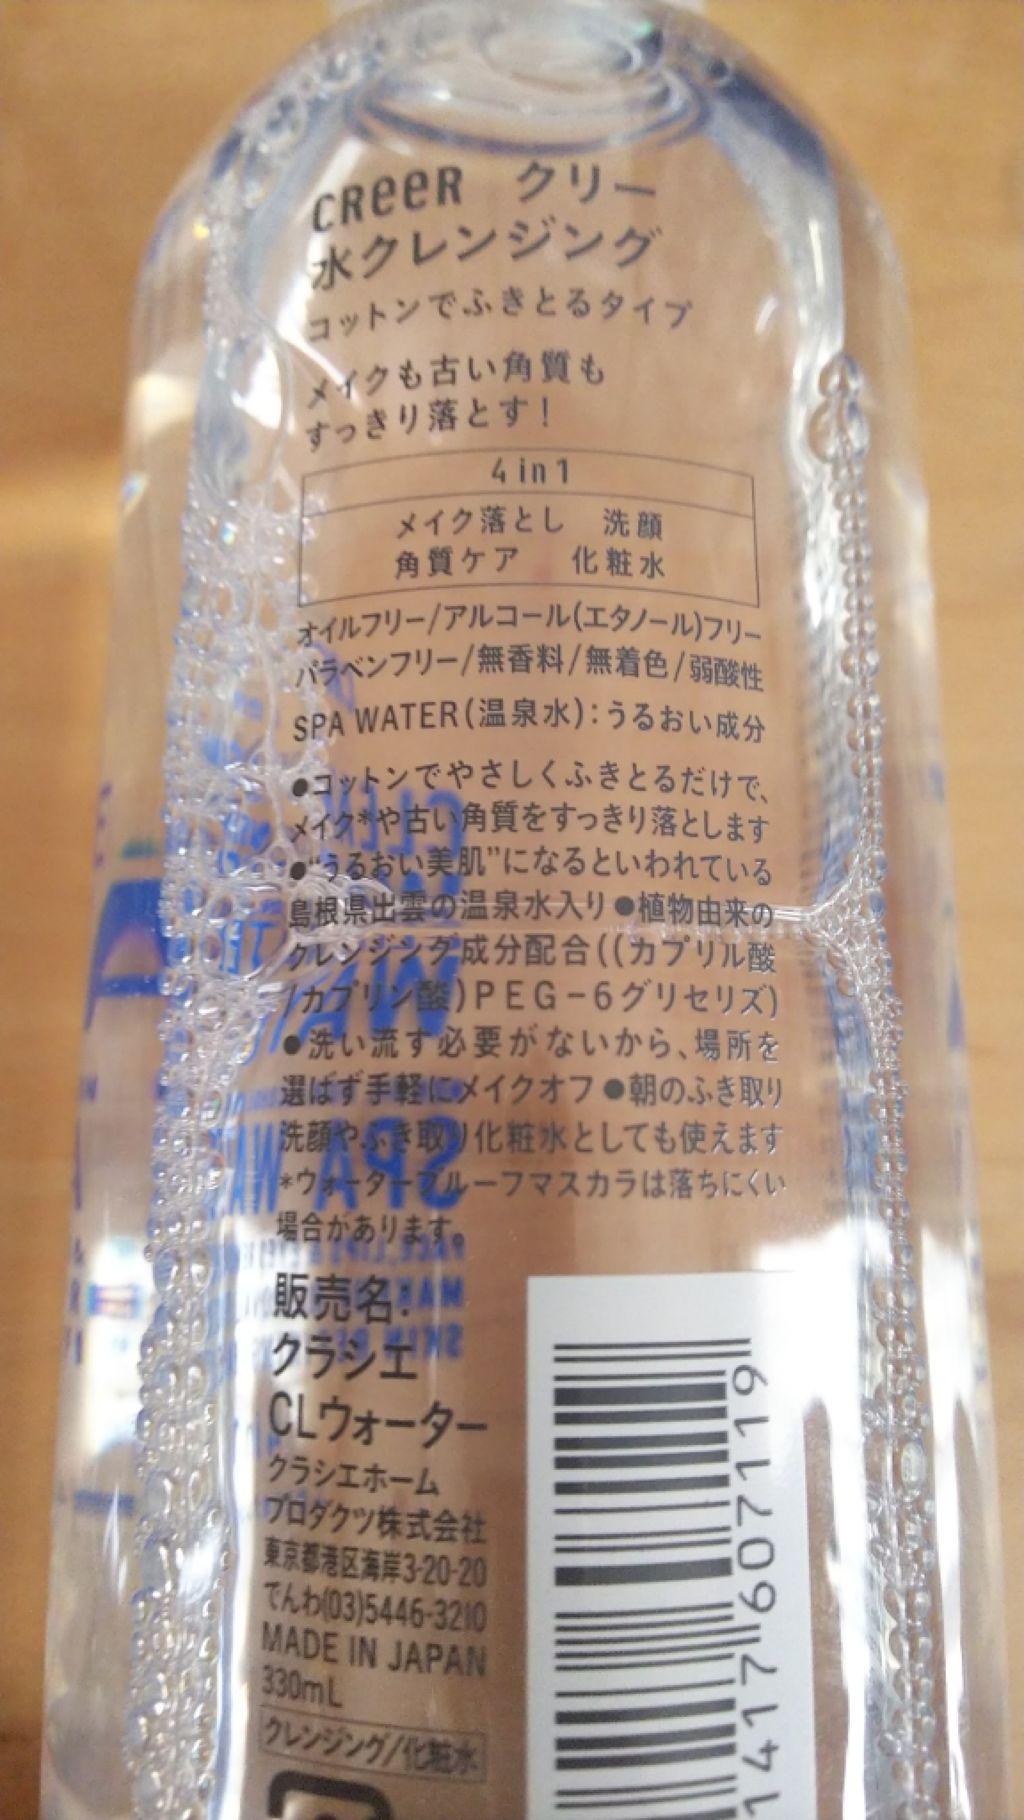 CReeR クリー
水クレンジング
コットンでふきとるタイプ
メイクも古い角質も
すっきり落とす!
4 in 1
メイク落とし 洗顔
角質ケア 化粧水
オイルフリー/アルコール(エタノール)フリー
パラベンフリー/無香料/無着色/弱酸性
SPA WATER(温泉水):うるおい成分
●コットンでやさしくふきとるだけで、
メイク*や古い角質をすっきり落とします
●“うるおい美肌”になるといわれている
島根県出雲の温泉水入り●植物由来の
クレンジング成分配合((カプリル酸
/カプリン酸)PEG-6グリセリズ)
●洗い流す必要がないから、場所を
選ばず手軽にメイクオフ●朝のふき取り
洗顔やふき取り化粧水としても使えます
*ウォータープルーフマスカラは落ちにくい
場合があります。
販売名:
クラシエ
CLウォーター
クラシエホーム
プロダクツ株式会社
東京都港区海岸3-20-20
でんわ(03)5446-3210
MADE IN JAPAN
330mL
クレンジング/化粧水
SPA WAT